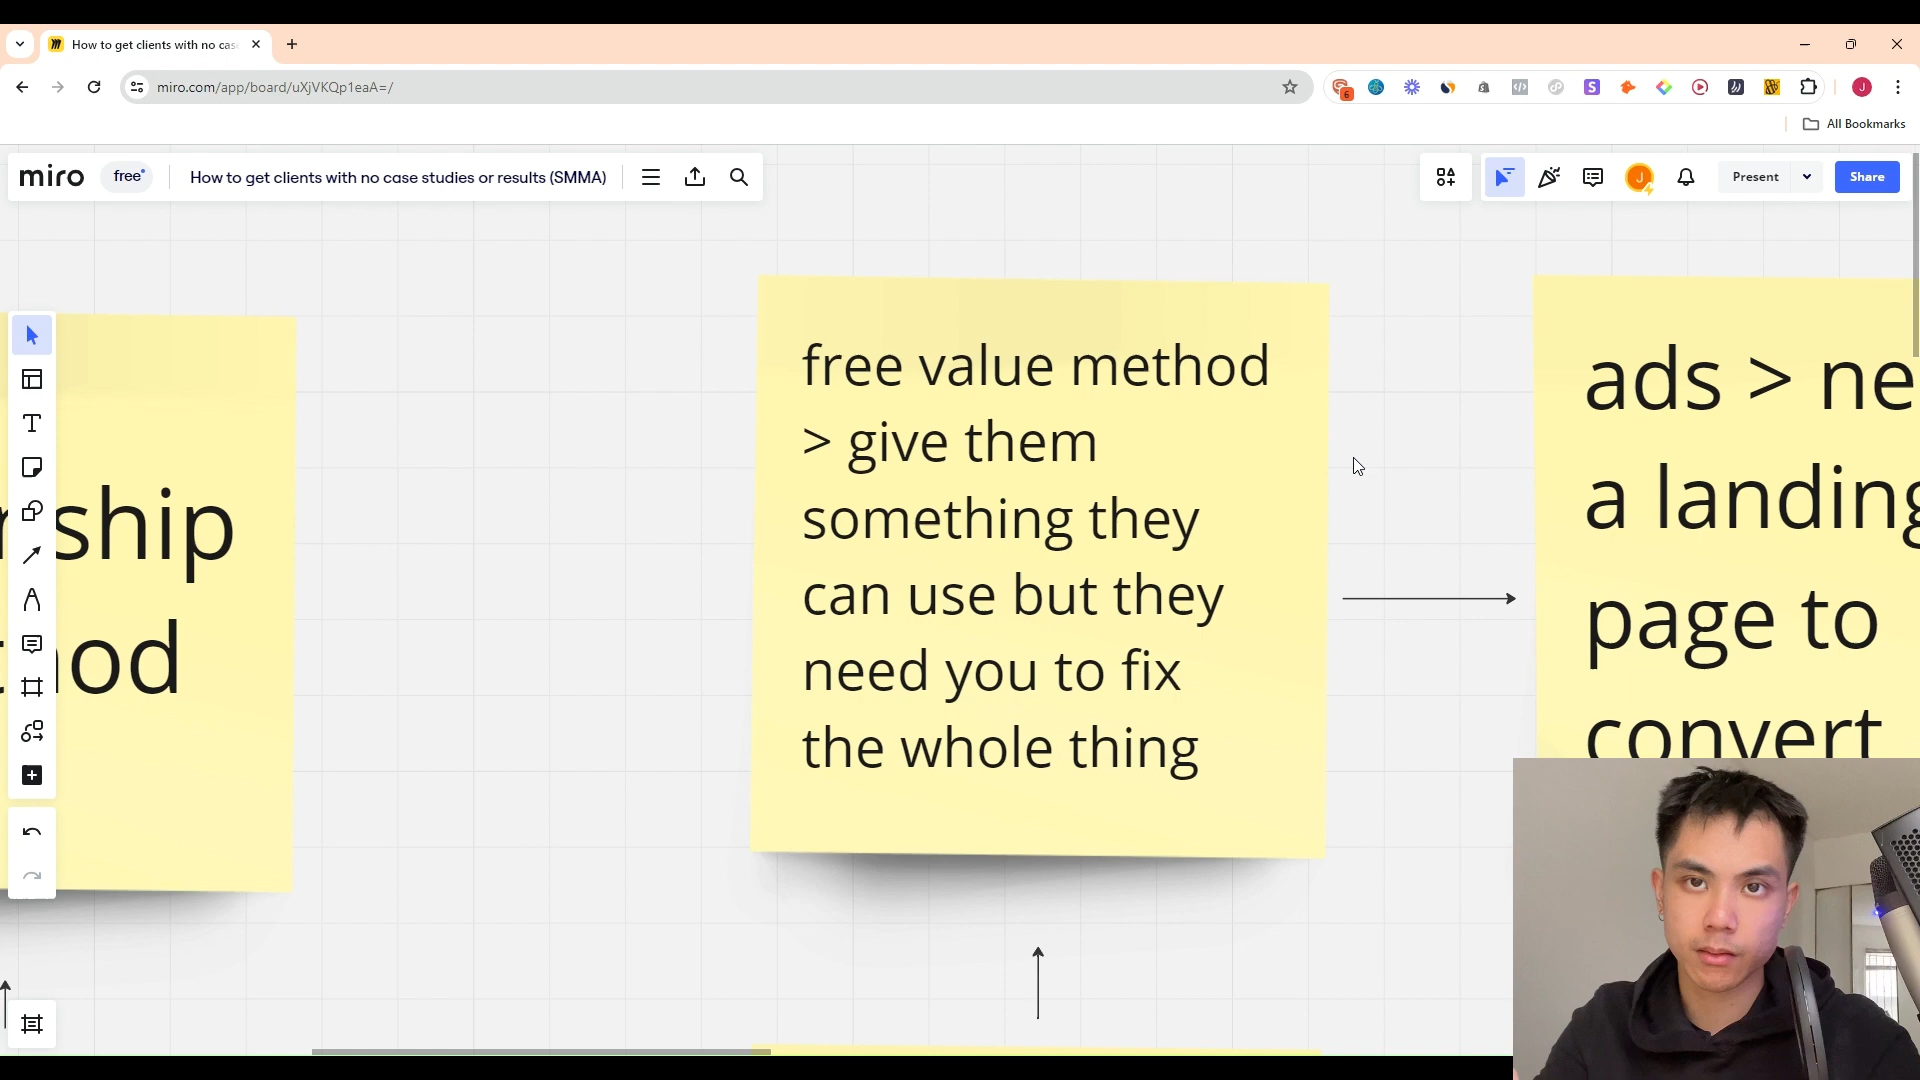 How to get clients with no cas
miro.com/app/board/uXjVKQp1eaA=/
6
S
J
All Bookmarks
miro
free
How to get clients with no case studies or results (SMMA)
J
Present
Share
free value method
> give them
something they
can use but they
need you to fix
the whole thing
ship
od
ads > ne
a landing
page to
convert